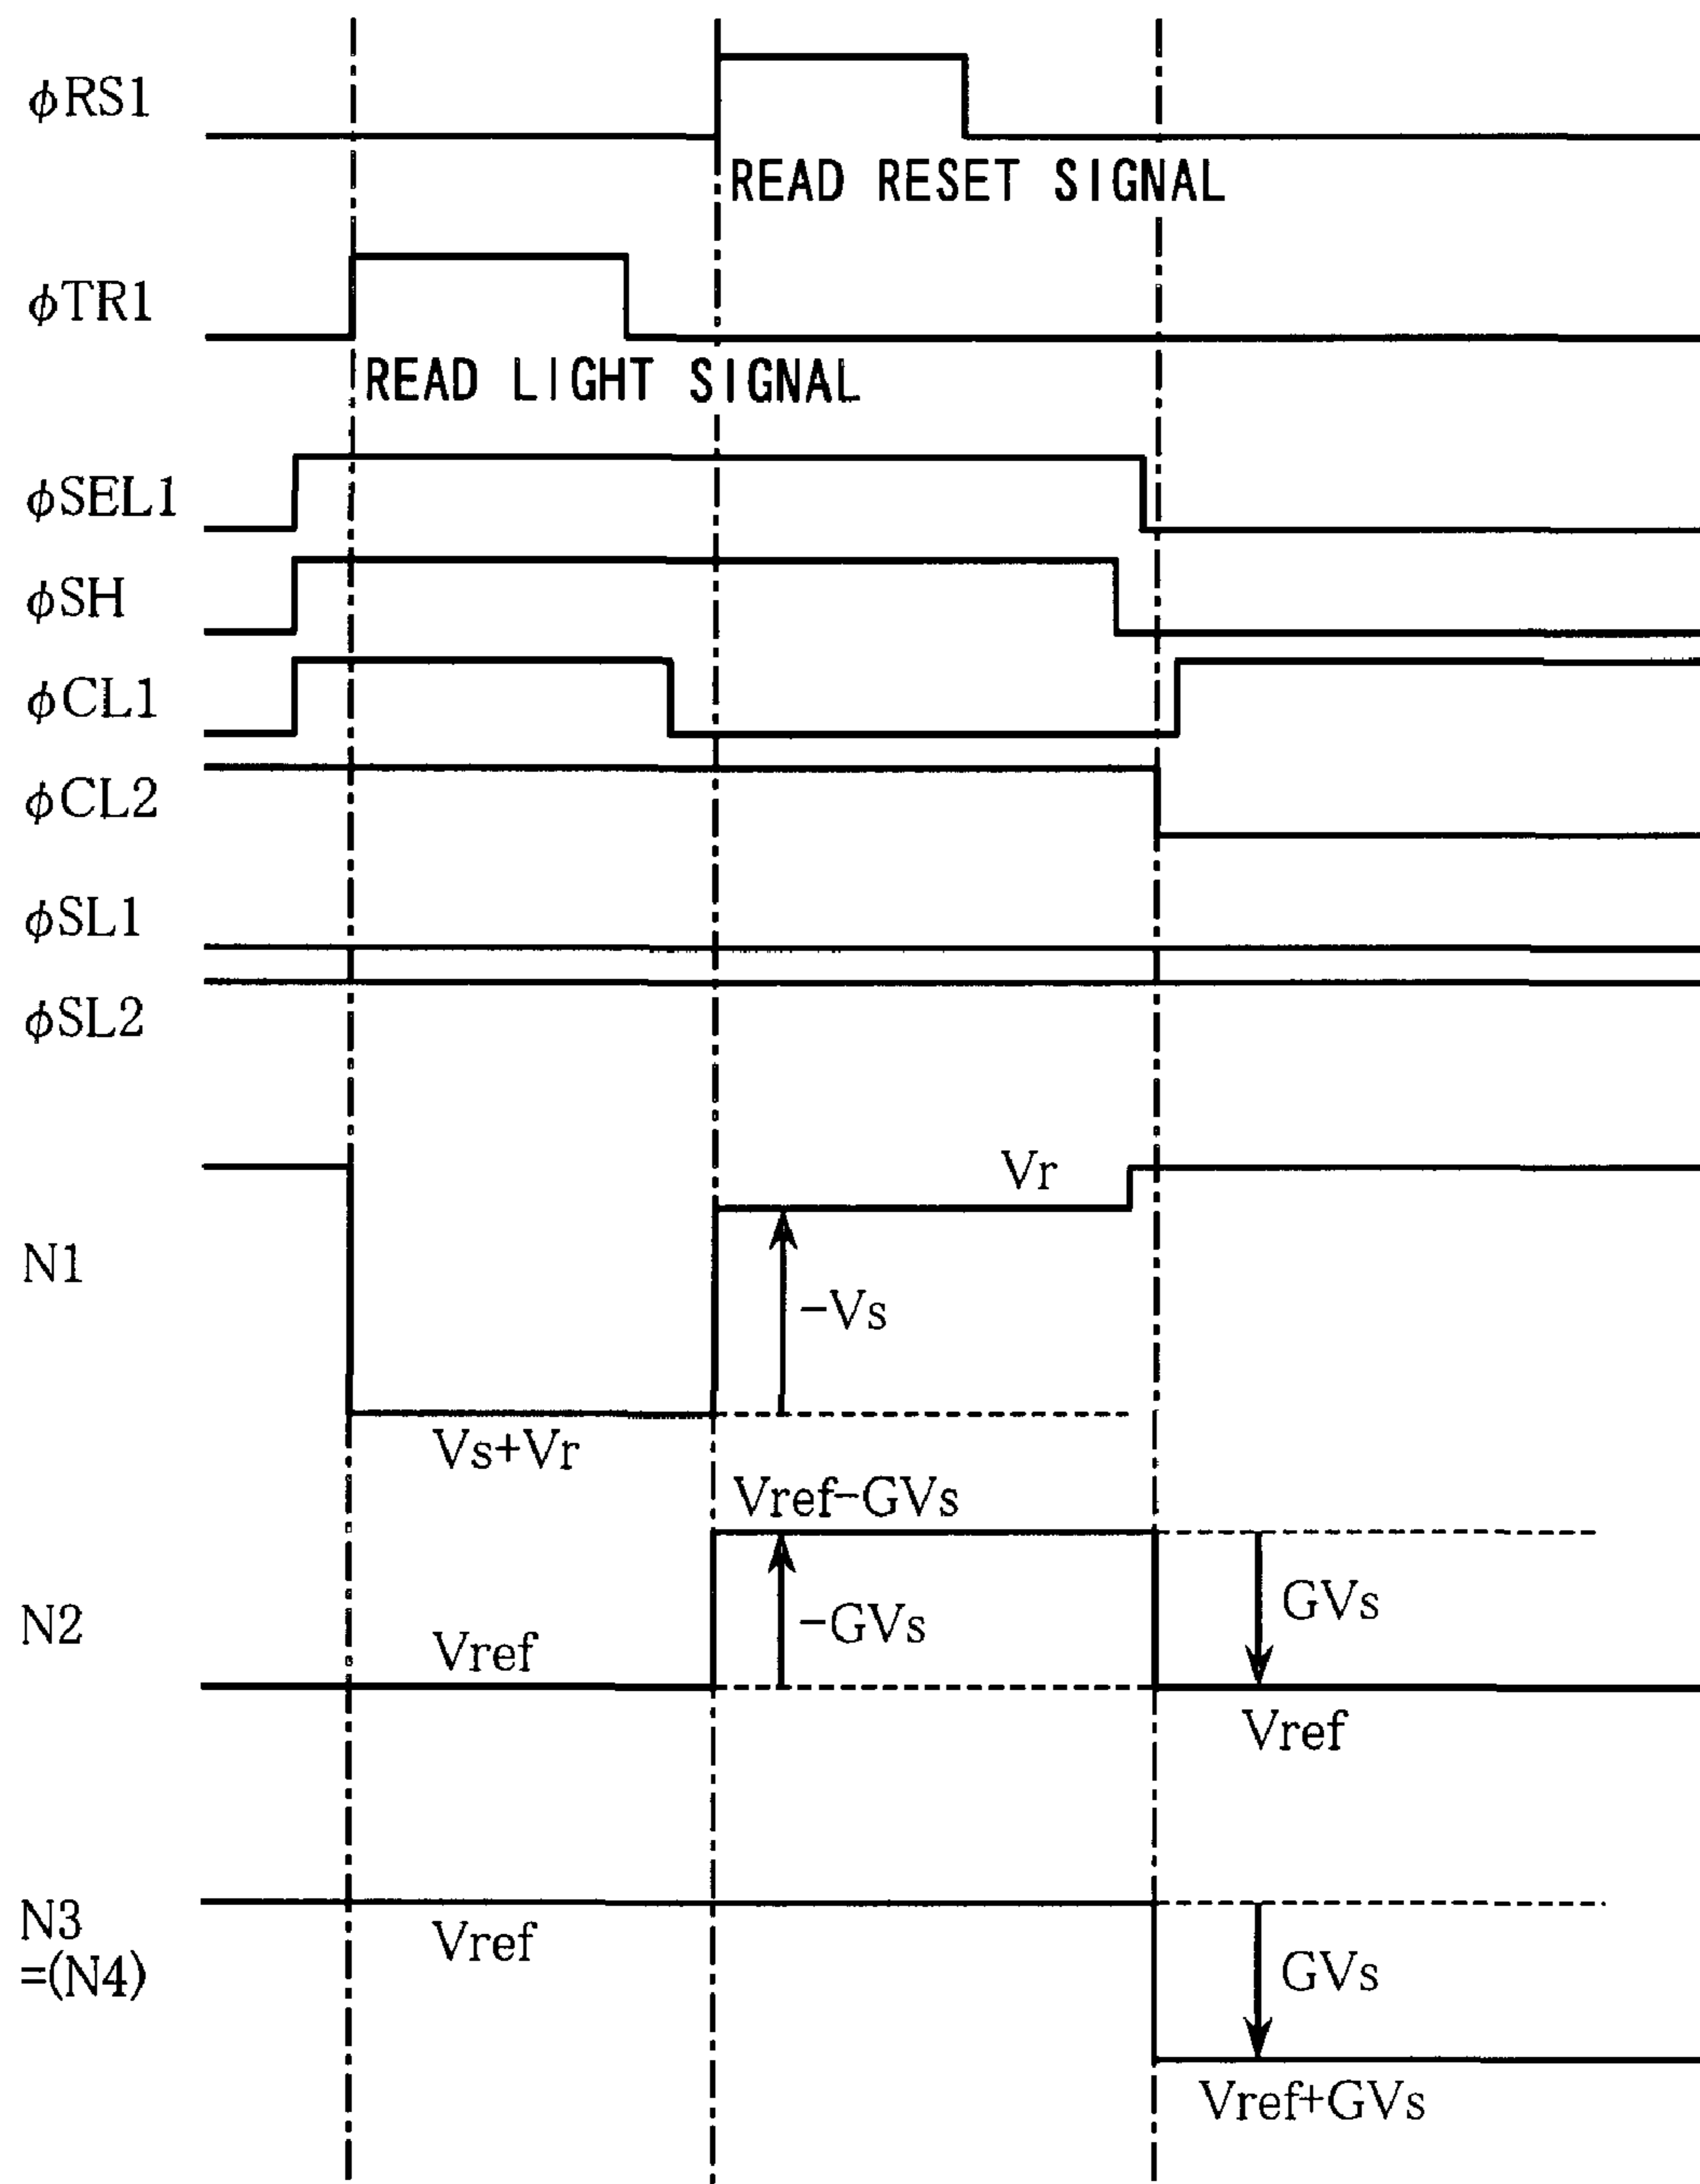 ϕRS1
READ RESET SIGNAL
ϕTR1
READ LIGHT SIGNAL
ϕSEL1
ϕSH
ϕCL1
ϕCL2
ϕSL1
ϕSL2
Vr
N1
−Vs
Vs+Vr
Vref−GVs
N2
Vref
−GVs
GVs
Vref
N3
=(N4)
Vref
GVs
Vref+GVs